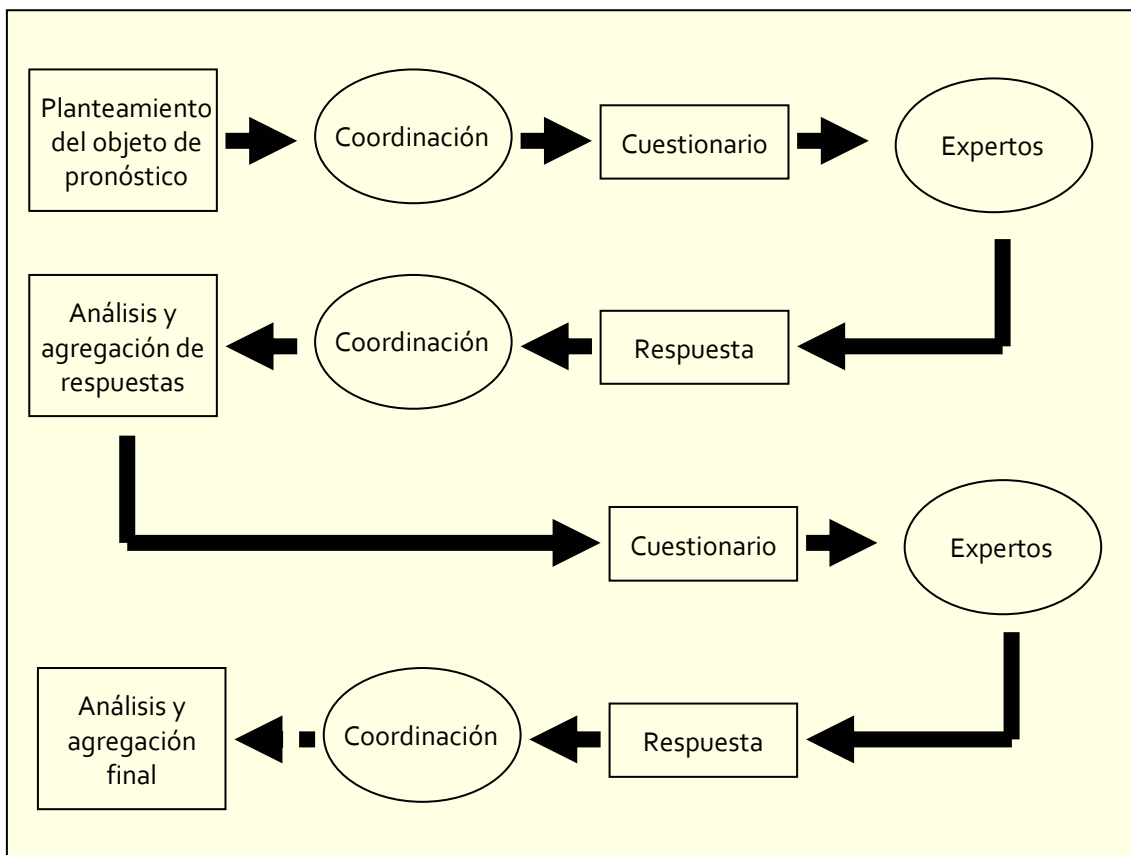 Planteamiento
del objeto de
pronóstico
Coordinación
Cuestionario
Expertos
Análisis y
agregación de
respuestas
Coordinación
Respuesta
Cuestionario
Expertos
Análisis y
agregación
final
Coordinación
Respuesta